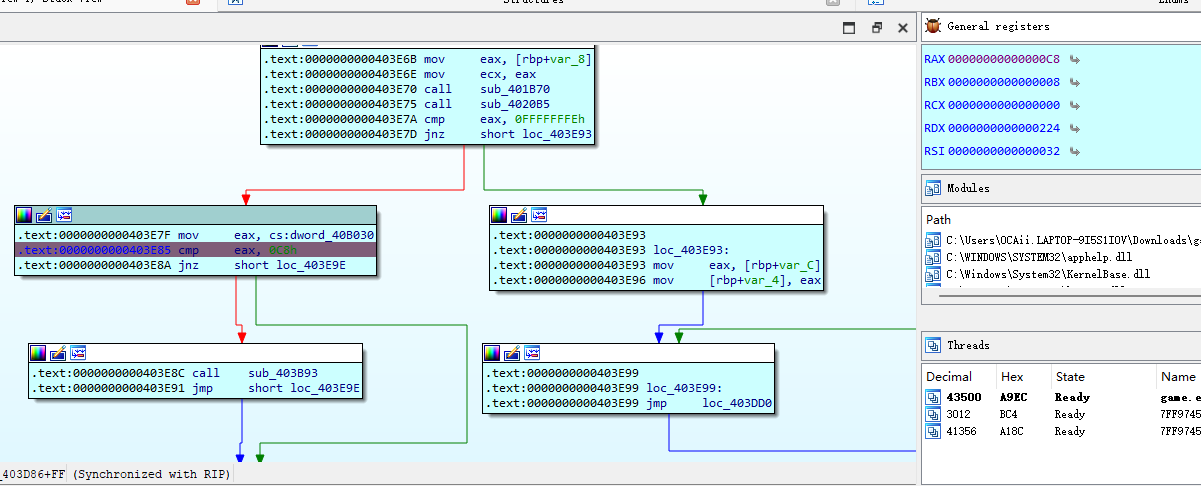 Structures
Enums
.text:0000000000403E6B mov eax, [rbp+var_8]
.text:0000000000403E6E mov ecx, eax
.text:0000000000403E70 call sub_401B70
.text:0000000000403E75 call sub_4020B5
.text:0000000000403E7A cmp eax, 0FFFFFFFEh
.text:0000000000403E7D jnz short loc_403E93
.text:0000000000403E7F mov eax, cs:dword_40B030
.text:0000000000403E85 cmp eax, 0C8h
.text:0000000000403E8A jnz short loc_403E9E
.text:0000000000403E93
.text:0000000000403E93 loc_403E93:
.text:0000000000403E93 mov eax, [rbp+var_C]
.text:0000000000403E96 mov [rbp+var_4], eax
.text:0000000000403E8C call sub_403B93
.text:0000000000403E91 jmp short loc_403E9E
.text:0000000000403E99
.text:0000000000403E99 loc_403E99:
.text:0000000000403E99 jmp loc_403DD0
_403D86+FF (Synchronized with RIP)
General registers
RAX 00000000000000C8
RBX 0000000000000008
RCX 0000000000000000
RDX 0000000000000224
RSI 0000000000000032
Modules
Path
C:\Users\OCAii.LAPTOP-9I5S1IOV\Downloads\ga
C:\WINDOWS\SYSTEM32\apphelp.dll
C:\Windows\System32\KernelBase.dll
Threads
Decimal Hex State Name
43500 A9EC Ready game.e
3012 BC4 Ready 7FF9745
41356 A18C Ready 7FF9745